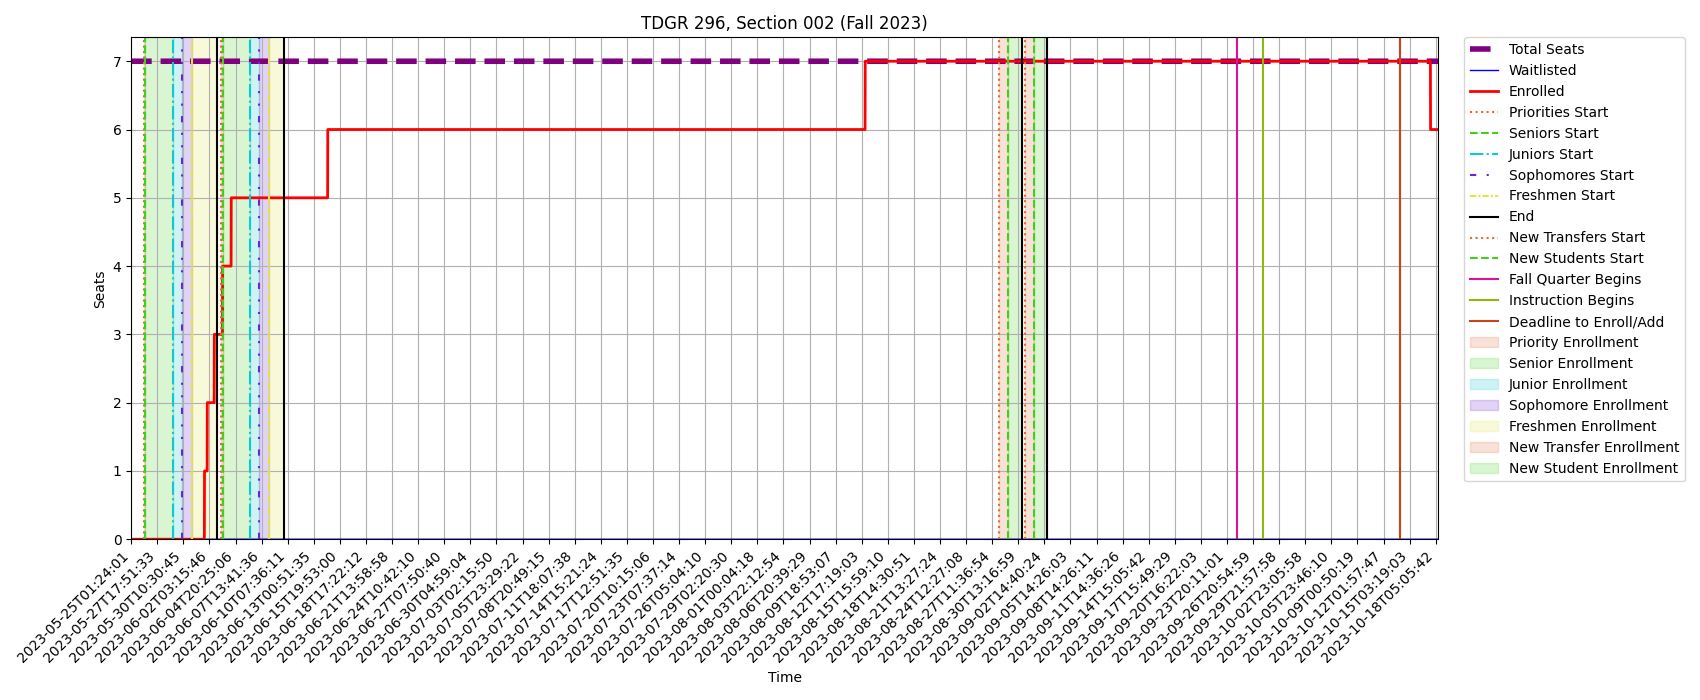 TDGR 296, Section 002 (Fall 2023)
Seats
7
6
5
4
3
2
1
0
2023-05-25T01:24:01
2023-05-27T17:51:33
2023-05-30T10:30:45
2023-06-02T03:15:46
2023-06-04T20:25:06
2023-06-07T13:41:36
2023-06-10T07:36:11
2023-06-13T00:51:35
2023-06-15T19:53:00
2023-06-18T17:22:12
2023-06-21T13:58:58
2023-06-24T10:42:10
2023-06-27T07:50:40
2023-06-30T04:59:04
2023-07-03T02:15:50
2023-07-05T23:29:22
2023-07-08T20:49:15
2023-07-11T18:07:38
2023-07-14T15:21:24
2023-07-17T12:51:35
2023-07-20T10:15:06
2023-07-23T07:37:14
2023-07-26T05:04:10
2023-07-29T02:20:30
2023-08-01T00:04:18
2023-08-03T22:12:54
2023-08-06T20:39:29
2023-08-09T18:53:07
2023-08-12T17:19:03
2023-08-15T15:59:10
2023-08-18T14:30:51
2023-08-21T13:27:24
2023-08-24T12:27:08
2023-08-27T11:36:54
2023-08-30T13:16:59
2023-09-02T14:40:24
2023-09-05T14:26:03
2023-09-08T14:26:11
2023-09-11T14:36:26
2023-09-14T15:05:42
2023-09-17T15:49:29
2023-09-20T16:22:03
2023-09-23T20:11:01
2023-09-26T20:54:59
2023-09-29T21:57:58
2023-10-02T23:05:58
2023-10-05T23:46:10
2023-10-09T00:50:19
2023-10-12T01:57:47
2023-10-15T03:19:03
2023-10-18T05:05:42
Time
Total Seats
Waitlisted
Enrolled
Priorities Start
Seniors Start
Juniors Start
Sophomores Start
Freshmen Start
End
New Transfers Start
New Students Start
Fall Quarter Begins
Instruction Begins
Deadline to Enroll/Add
Priority Enrollment
Senior Enrollment
Junior Enrollment
Sophomore Enrollment
Freshmen Enrollment
New Transfer Enrollment
New Student Enrollment